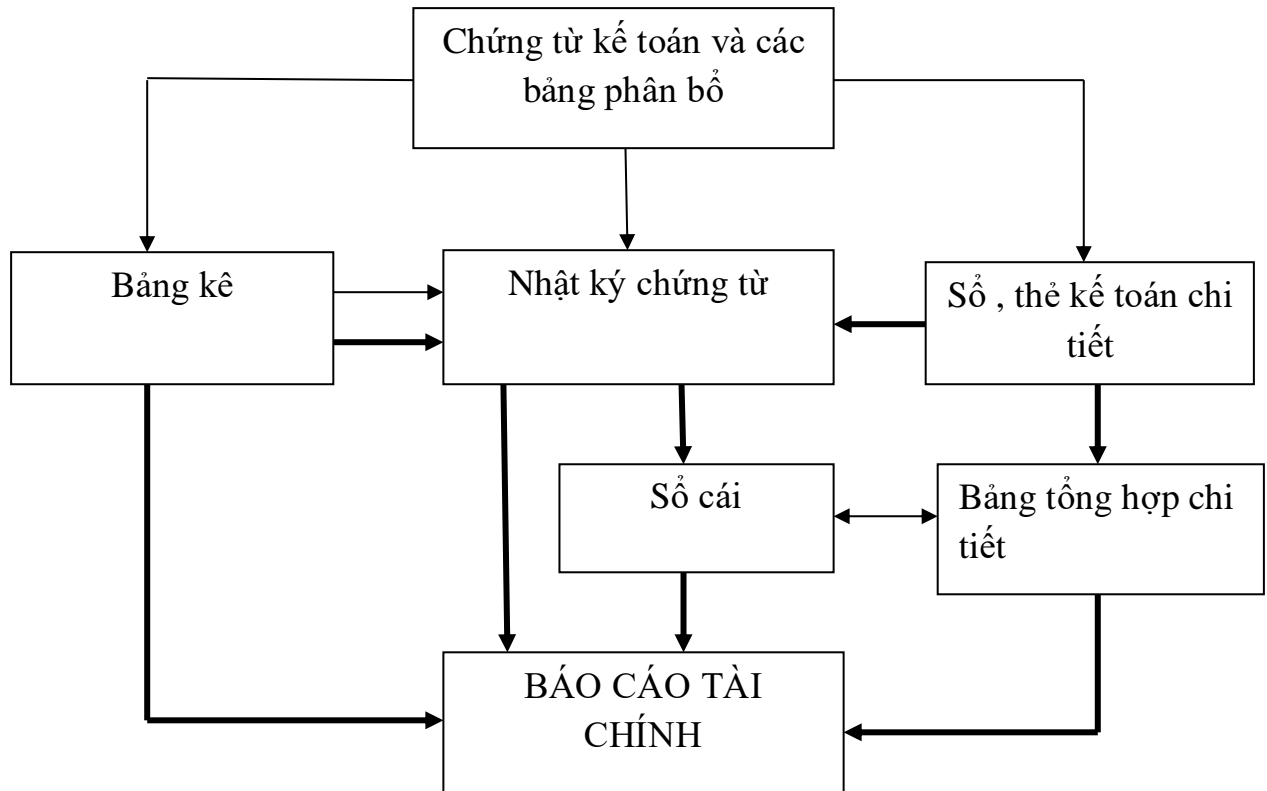 Chứng từ kế toán và các
bảng phân bổ
Bảng kê
Nhật ký chứng từ
Sổ , thẻ kế toán chi
tiết
Sổ cái
Bảng tổng hợp chi
tiết
BÁO CÁO TÀI
CHÍNH